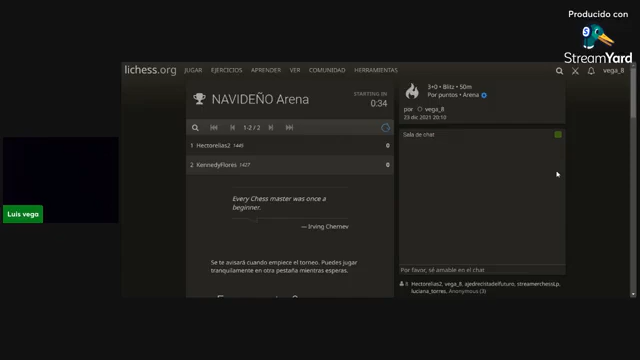 Producido con
StreamYard
lichess.org JUGAR EJERCICIOS APRENDER VER COMUNIDAD HERRAMIENTAS vega_8
NAVIDEÑO Arena
STARTING IN
0:34
1-2 / 2
1 Hectorelias2 1445 0
2 KennedyFlores 1427 0
Every Chess master was once a
beginner.
— Irving Chernev
Se te avisará cuando empiece el torneo. Puedes jugar
tranquilamente en otra pestaña mientras esperas.
3+0 • Blitz • 50m
Por puntos • Arena
por vega_8
23 dic 2021 20:10
Sala de chat
Por favor, sé amable en el chat
8 Hectorelias2, vega_8, ajedrecistadelfuturo, streamerchessLp,
luciana_torres, Anonymous (3)
Luis vega